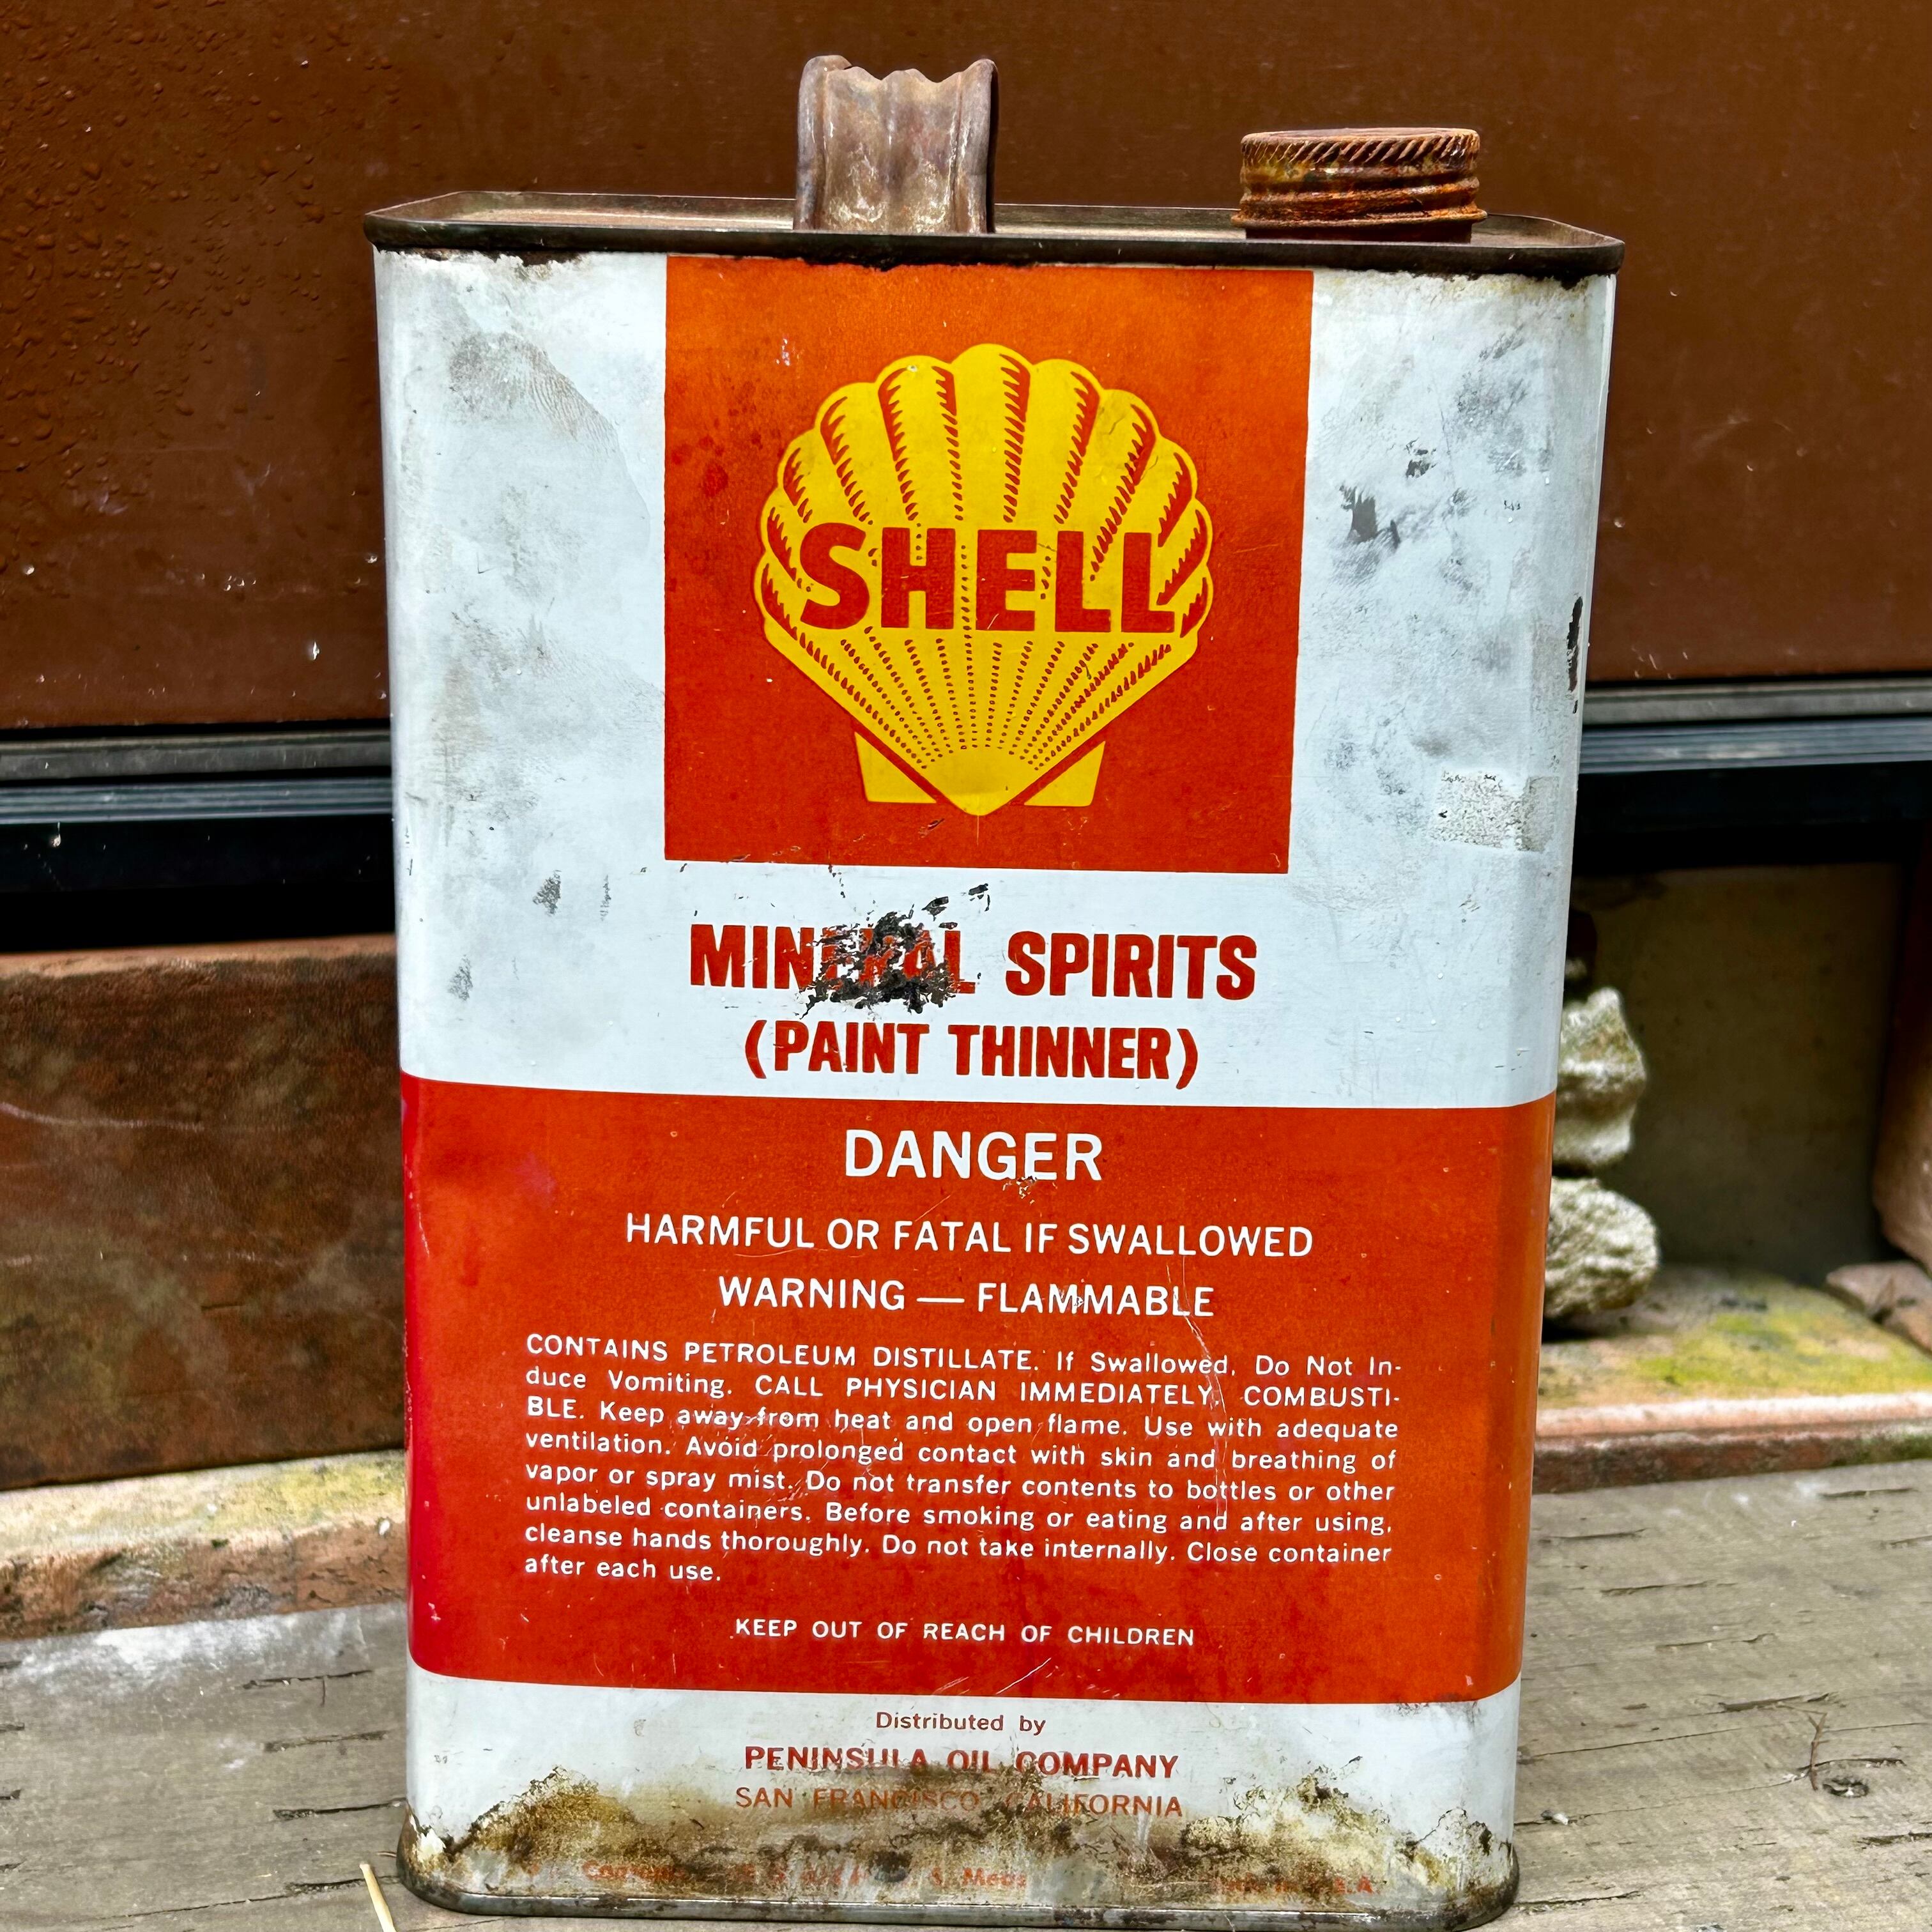 SHELL
MINERAL SPIRITS
(PAINT THINNER)
DANGER
HARMFUL OR FATAL IF SWALLOWED
WARNING — FLAMMABLE
CONTAINS PETROLEUM DISTILLATE. If Swallowed, Do Not In-
duce Vomiting. CALL PHYSICIAN IMMEDIATELY. COMBUSTI-
BLE. Keep away from heat and open flame. Use with adequate
ventilation. Avoid prolonged contact with skin and breathing of
vapor or spray mist. Do not transfer contents to bottles or other
unlabeled containers. Before smoking or eating and after using,
cleanse hands thoroughly. Do not take internally. Close container
after each use.
KEEP OUT OF REACH OF CHILDREN
Distributed by
PENINSULA OIL COMPANY
SAN FRANCISCO, CALIFORNIA